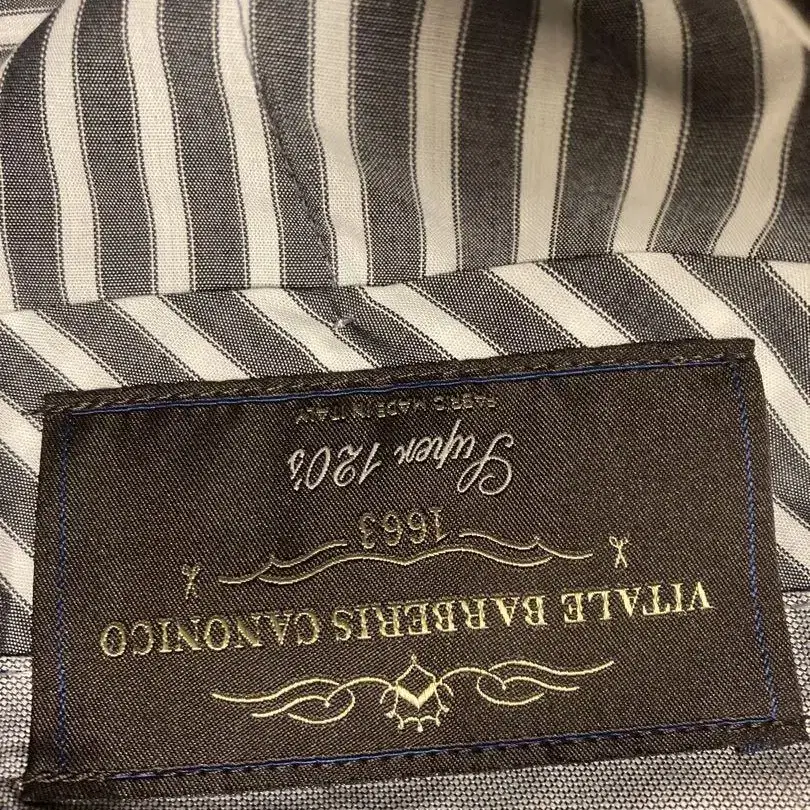 VITALE BARBERIS CANONICO
1663
Super 120's
FABRIC MADE IN ITALY